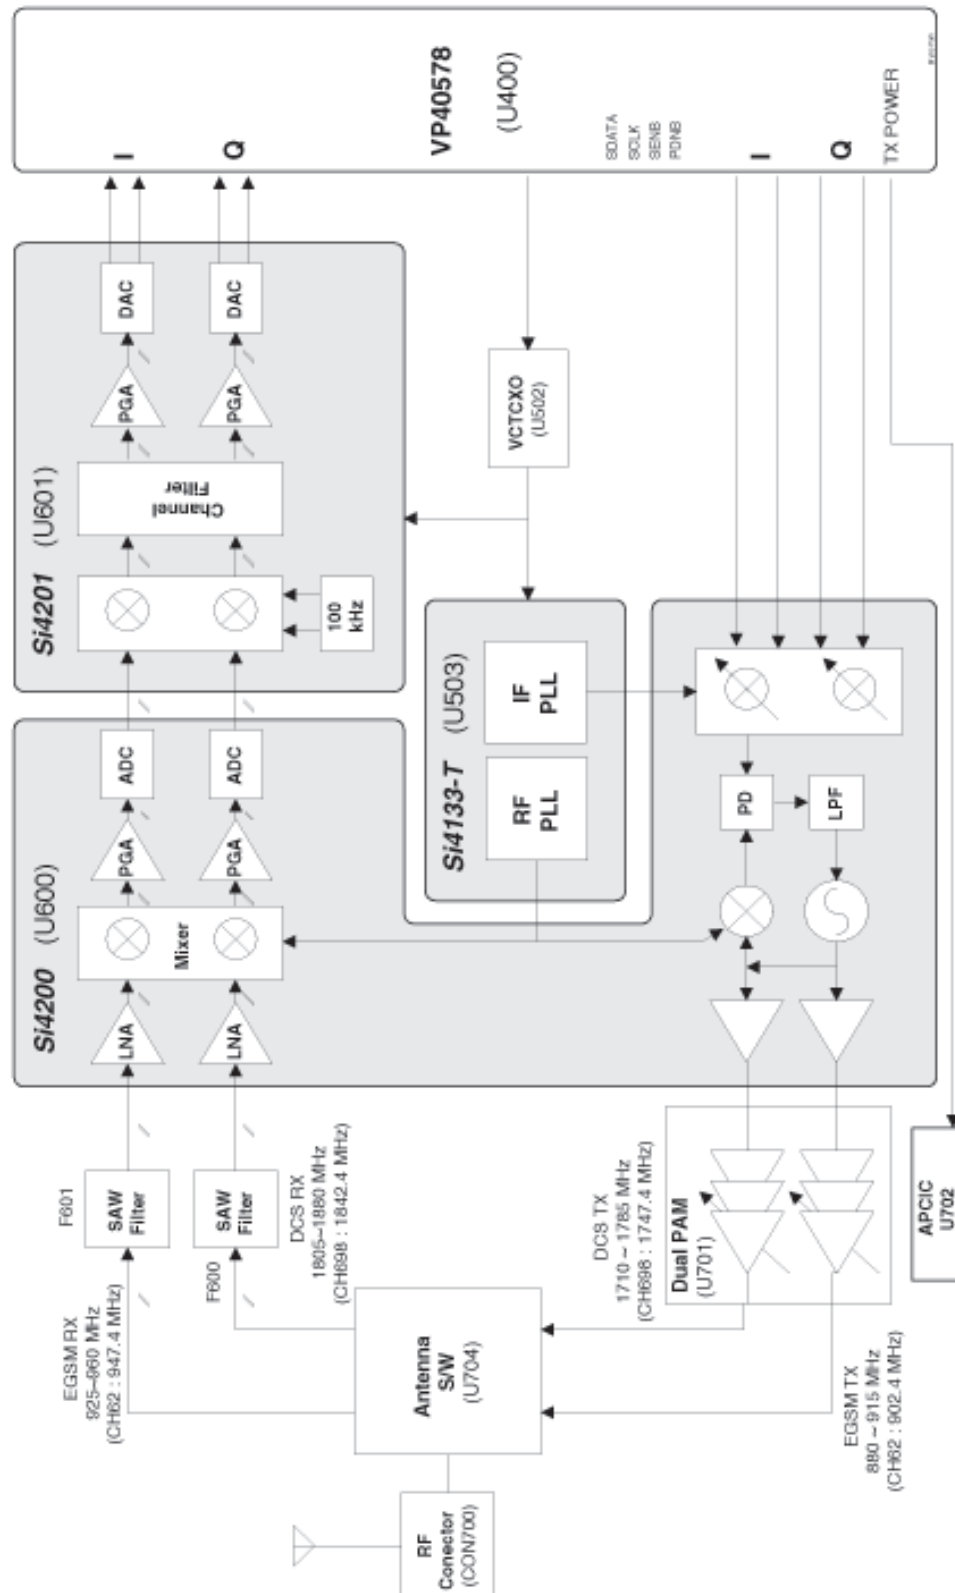 EGSM RX
925~960 MHz
(CH62 : 947.4 MHz)
F601
SAW
Filter
F600
SAW
Filter
DCS RX
1805~1880 MHz
(CH698 : 1842.4 MHz)
RF
Conector
(CON700)
Antenna
S/W
(U704)
DCS TX
1710 ~ 1785 MHz
(CH698 : 1747.4 MHz)
Dual PAM
(U701)
EGSM TX
880 ~ 915 MHz
(CH62 : 902.4 MHz)
APCIC
U702
Si4200 (U600)
LNA
LNA
Mixer
PGA
PGA
ADC
ADC
Si4133-T (U503)
RF
PLL
IF
PLL
PD
LPF
Si4201 (U601)
100
kHz
Channel
Filter
PGA
PGA
DAC
DAC
VCTCXO
(U502)
I
Q
VP40578
(U400)
SDATA
SCLK
SENB
PDNB
I
Q
TX POWER